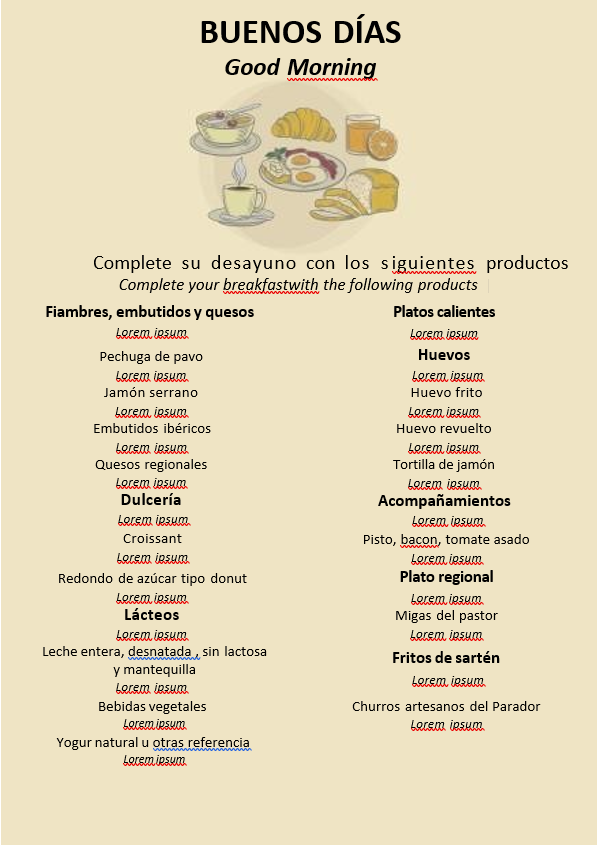 BUENOS DÍAS
Good Morning
Complete su desayuno con los siguientes productos
Complete your breakfastwith the following products
Fiambres, embutidos y quesos
Lorem ipsum
Pechuga de pavo
Lorem ipsum
Jamón serrano
Lorem ipsum
Embutidos ibéricos
Lorem ipsum
Quesos regionales
Lorem ipsum
Dulcería
Lorem ipsum
Croissant
Lorem ipsum
Redondo de azúcar tipo donut
Lorem ipsum
Lácteos
Lorem ipsum
Leche entera, desnatada , sin lactosa
y mantequilla
Lorem ipsum
Bebidas vegetales
Lorem ipsum
Yogur natural u otras referencia
Lorem ipsum
Platos calientes
Lorem ipsum
Huevos
Lorem ipsum
Huevo frito
Lorem ipsum
Huevo revuelto
Lorem ipsum
Tortilla de jamón
Lorem ipsum
Acompañamientos
Lorem ipsum
Pisto, bacon, tomate asado
Lorem ipsum
Plato regional
Lorem ipsum
Migas del pastor
Lorem ipsum
Fritos de sartén
Lorem ipsum
Churros artesanos del Parador
Lorem ipsum